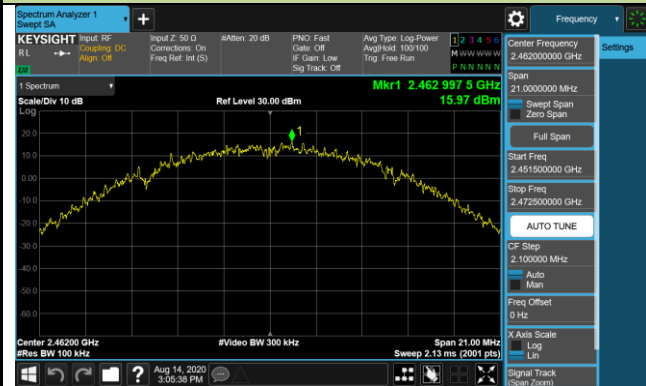 Spectrum Analyzer 1
Swept SA
Frequency
KEYSIGHT
Input: RF
Input Z: 50 Ω
#Atten: 20 dB
PNO: Fast
Avg Type: Log-Power
1 2 3 4 5 6
RL
Coupling: DC
Corrections: On
Gate: Off
Avg|Hold: 100/100
M W W W W W
Align: Off
Freq Ref: Int (S)
IF Gain: Low
Trig: Free Run
Sig Track: Off
P N N N N N
1 Spectrum
Mkr1 2.462 997 5 GHz
Scale/Div 10 dB
Ref Level 30.00 dBm
15.97 dBm
Log
1
20.0
10.0
0.00
-10.0
-20.0
-30.0
-40.0
-50.0
-60.0
Center 2.46200 GHz
#Video BW 300 kHz
Span 21.00 MHz
#Res BW 100 kHz
Sweep 2.13 ms (2001 pts)
?
Aug 14, 2020
3:05:38 PM
Center Frequency
2.462000000 GHz
Settings
Span
21.0000000 MHz
Swept Span
Zero Span
Full Span
Start Freq
2.451500000 GHz
Stop Freq
2.472500000 GHz
AUTO TUNE
CF Step
2.100000 MHz
Auto
Man
Freq Offset
0 Hz
X Axis Scale
Log
Lin
Signal Track
(Span Zoom)